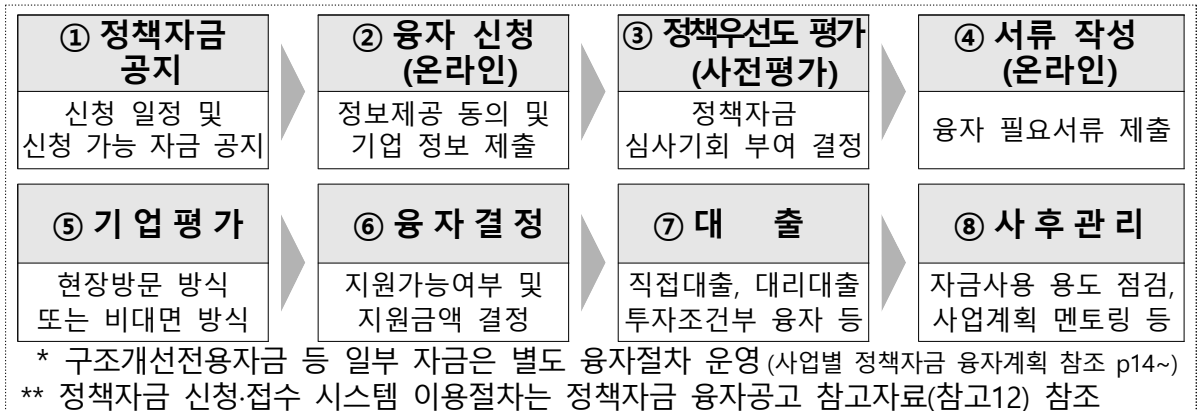 ① 정책자금
공지
신청 일정 및
신청 가능 자금 공지
② 융자 신청
(온라인)
정보제공 동의 및
기업 정보 제출
③ 정책우선도 평가
(사전평가)
정책자금
심사기회 부여 결정
④ 서류 작성
(온라인)
융자 필요서류 제출
⑤ 기 업 평 가
현장방문 방식
또는 비대면 방식
⑥ 융 자 결 정
지원가능여부 및
지원금액 결정
⑦ 대 출
직접대출, 대리대출
투자조건부 융자 등
⑧ 사 후 관 리
자금사용 용도 점검,
사업계획 멘토링 등
* 구조개선전용자금 등 일부 자금은 별도 융자절차 운영 (사업별 정책자금 융자계획 참조 p14~)
** 정책자금 신청·접수 시스템 이용절차는 정책자금 융자공고 참고자료(참고12) 참조